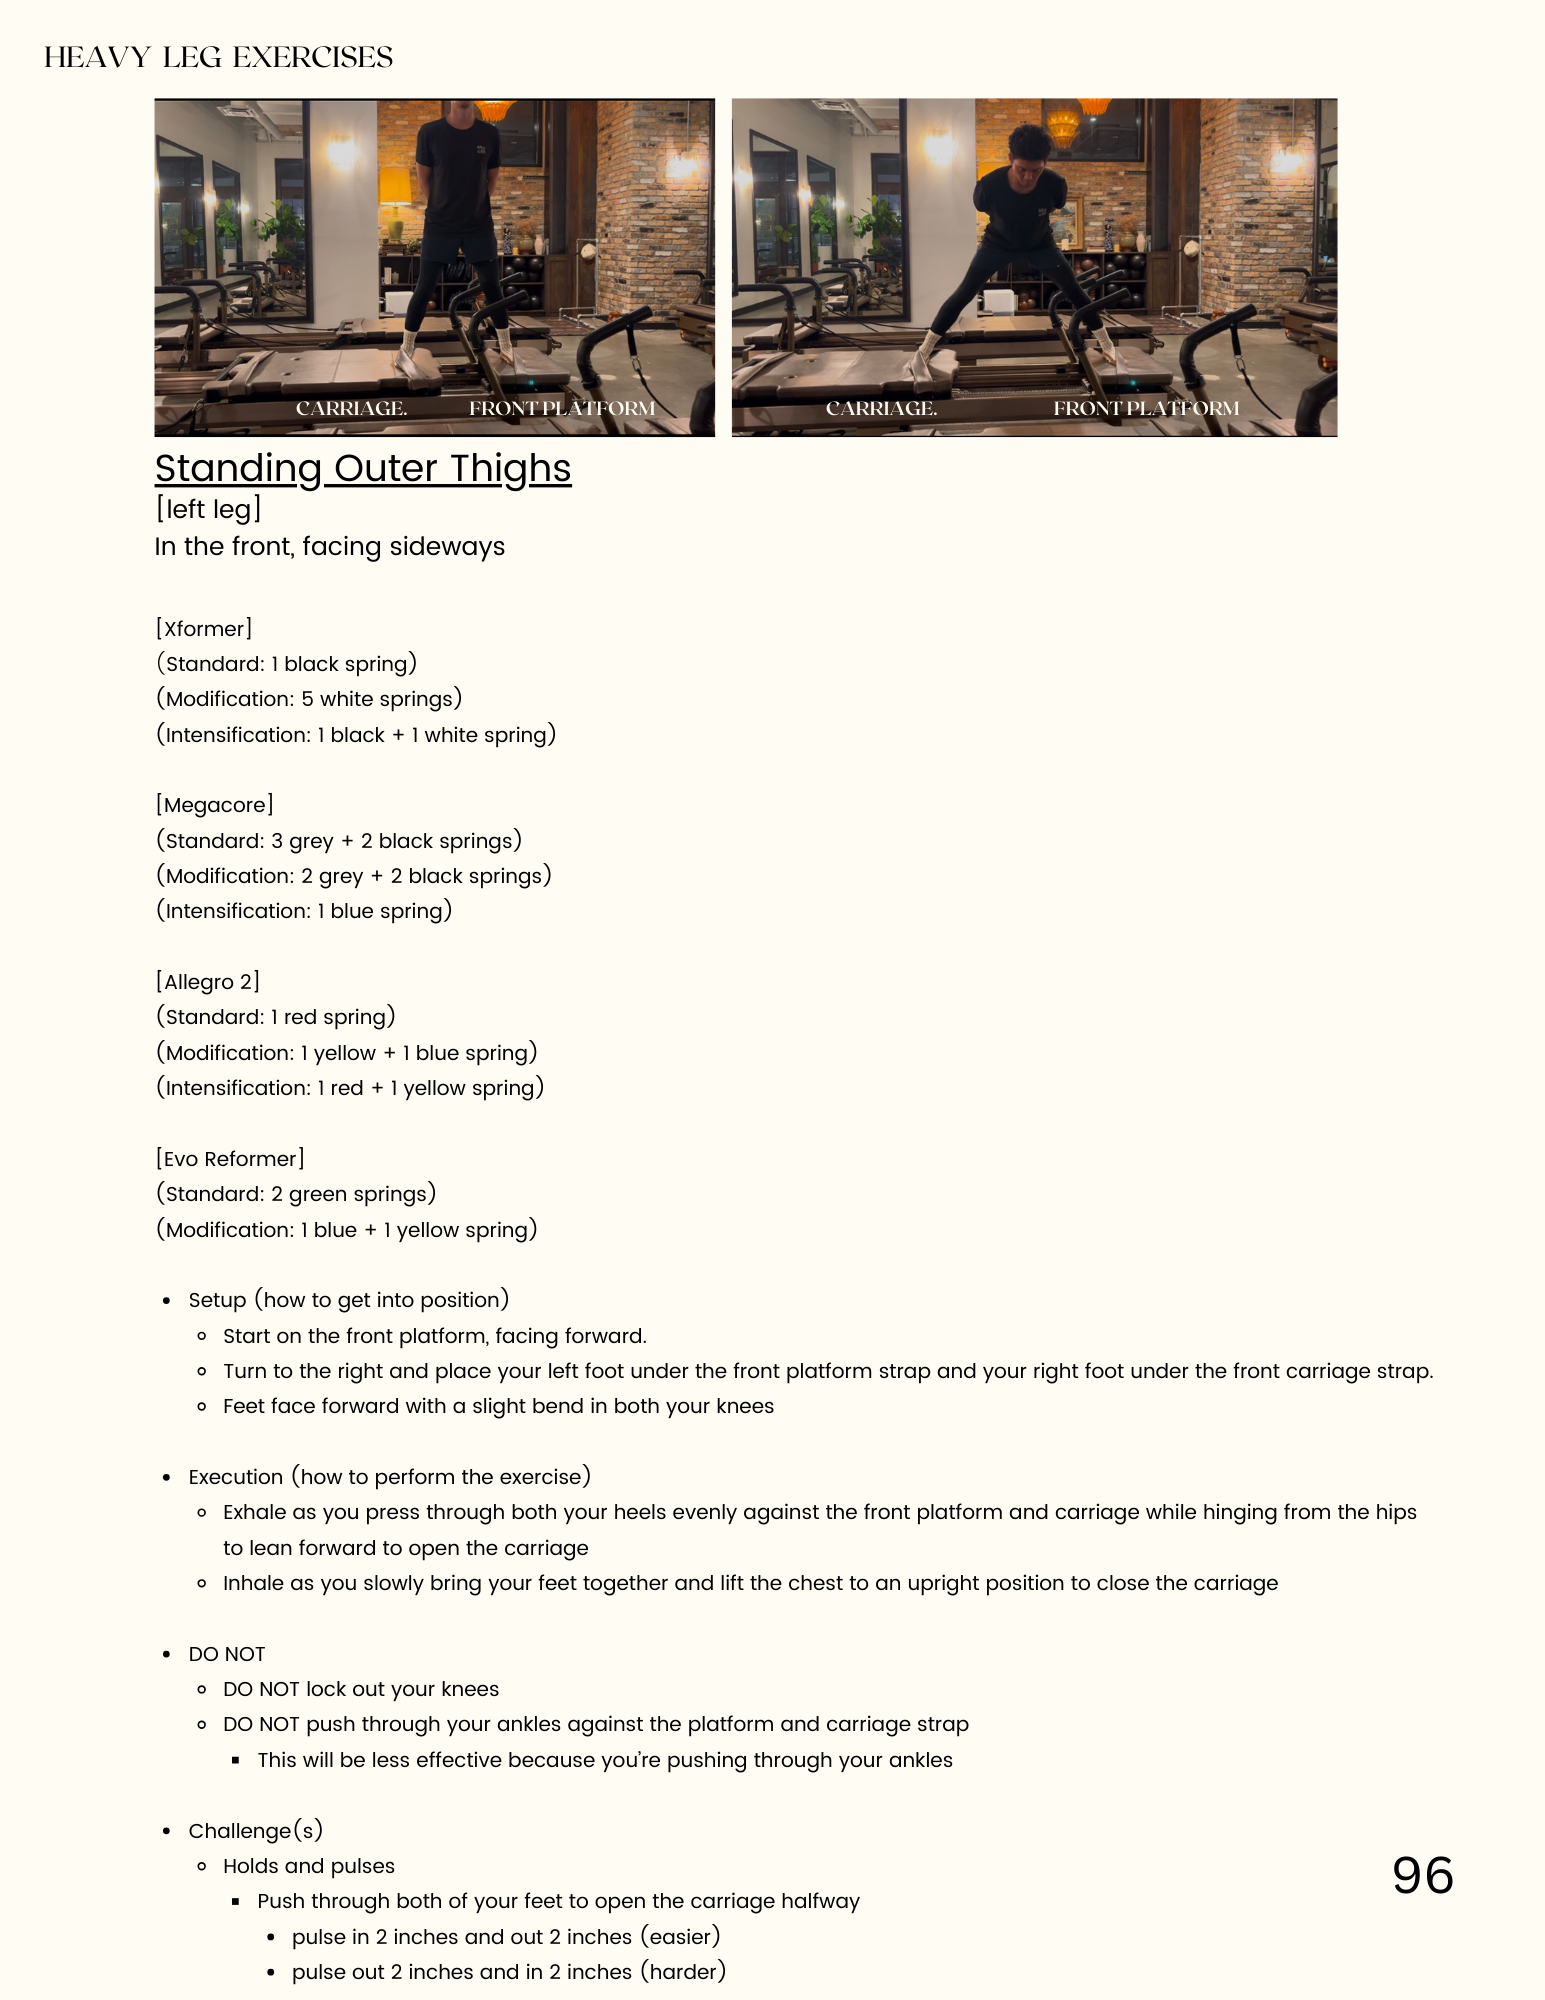 HEAVY LEG EXERCISES
CARRIAGE. FRONT PLATFORM
CARRIAGE. FRONT PLATFORM
Standing Outer Thighs
[left leg]
In the front, facing sideways
[Xformer]
(Standard: 1 black spring)
(Modification: 5 white springs)
(Intensification: 1 black + 1 white spring)
[Megacore]
(Standard: 3 grey + 2 black springs)
(Modification: 2 grey + 2 black springs)
(Intensification: 1 blue spring)
[Allegro 2]
(Standard: 1 red spring)
(Modification: 1 yellow + 1 blue spring)
(Intensification: 1 red + 1 yellow spring)
[Evo Reformer]
(Standard: 2 green springs)
(Modification: 1 blue + 1 yellow spring)
• Setup (how to get into position)
◦ Start on the front platform, facing forward.
◦ Turn to the right and place your left foot under the front platform strap and your right foot under the front carriage strap.
◦ Feet face forward with a slight bend in both your knees
• Execution (how to perform the exercise)
◦ Exhale as you press through both your heels evenly against the front platform and carriage while hinging from the hips
to lean forward to open the carriage
◦ Inhale as you slowly bring your feet together and lift the chest to an upright position to close the carriage
• DO NOT
◦ DO NOT lock out your knees
◦ DO NOT push through your ankles against the platform and carriage strap
▪ This will be less effective because you're pushing through your ankles
• Challenge(s)
◦ Holds and pulses
▪ Push through both of your feet to open the carriage halfway
• pulse in 2 inches and out 2 inches (easier)
• pulse out 2 inches and in 2 inches (harder)
96